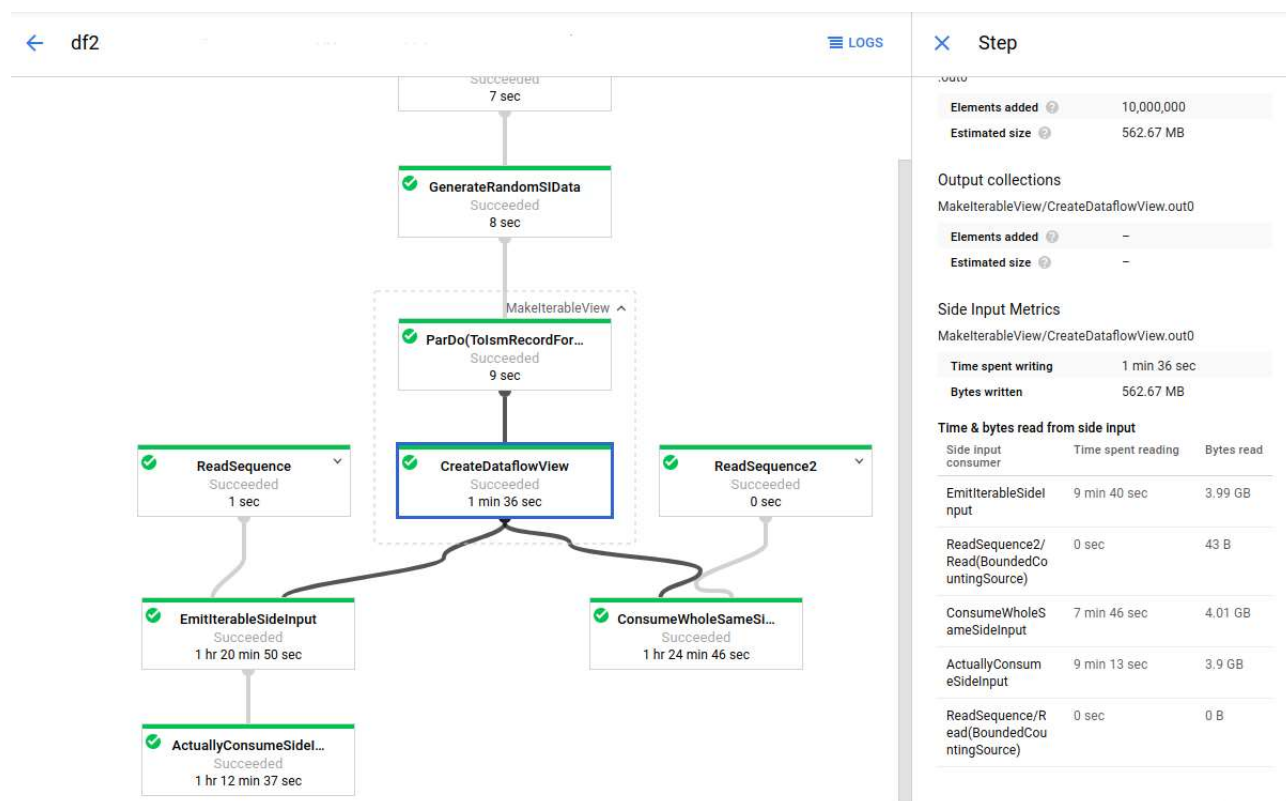 df2
LOGS
Succeeded
7 sec
GenerateRandomSIData
Succeeded
8 sec
MakeIterableView
ParDo(ToIsmRecordFor...
Succeeded
9 sec
ReadSequence
Succeeded
1 sec
CreateDataflowView
Succeeded
1 min 36 sec
ReadSequence2
Succeeded
0 sec
EmitIterableSideInput
Succeeded
1 hr 20 min 50 sec
ConsumeWholeSameSi...
Succeeded
1 hr 24 min 46 sec
ActuallyConsumeSideI...
Succeeded
1 hr 12 min 37 sec
Step
.out0
Elements added 10,000,000
Estimated size 562.67 MB
Output collections
MakeIterableView/CreateDataflowView.out0
Elements added –
Estimated size –
Side Input Metrics
MakeIterableView/CreateDataflowView.out0
Time spent writing 1 min 36 sec
Bytes written 562.67 MB
Time & bytes read from side input
Side input Time spent reading Bytes read
consumer
EmitIterableSideI 9 min 40 sec 3.99 GB
nput
ReadSequence2/ 0 sec 43 B
Read(BoundedCo
untingSource)
ConsumeWholeS 7 min 46 sec 4.01 GB
ameSideInput
ActuallyConsum 9 min 13 sec 3.9 GB
eSideInput
ReadSequence/R 0 sec 0 B
ead(BoundedCou
ntingSource)